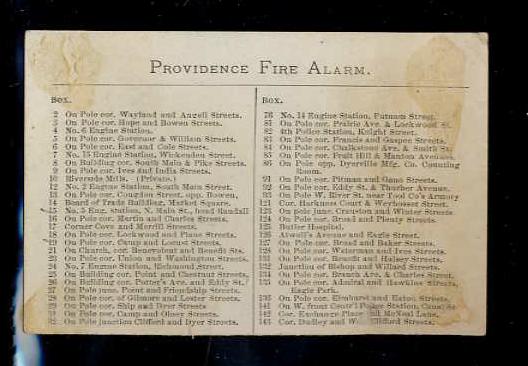 PROVIDENCE FIRE ALARM.
BOX.
2 On Pole cor. Wayland and Angell Streets.
3 On Pole cor. Hope and Bowen Streets.
4 No. 6 Engine Station.
5 On Pole cor. Governor & William Streets.
6 On Pole cor. East and Cole Streets.
7 No. 15 Engine Station, Wickenden Street.
8 On Building cor. South Main & Pike Streets.
9 On Pole cor. Ives and India Streets.
10 Riverside Mills. (Private.)
12 No. 2 Engine Station, South Main Street.
13 On Pole cor. Congdon Street, opp. Bowen.
14 Board of Trade Building, Market Square.
15 No. 5 Eng. Station, N. Main St., head Randall
16 On Pole cor. Martin and Charles Streets.
17 Corner Cove and Merrill Streets.
18 On Pole cor. Lockwood and Plane Streets.
19 On Pole cor. Camp and Locust Streets.
21 On Church, cor. Benevolent & Benefit Sts.
23 On Pole cor. Union and Washington Streets.
24 No. 7 Engine Station, Richmond Street.
25 On Building cor. Point and Chestnut Streets.
26 On Building cor. Potter's Ave. and Eddy St.
27 On Pole junc. Point and Friendship Streets.
28 On Pole cor. of Gilmore and Lester Streets.
29 On Pole cor. Ship and Dyer Streets
31 On Pole cor. Camp and Olney Streets.
32 On Pole junction Clifford and Dyer Streets.
BOX.
78 No. 14 Engine Station, Putnam Street.
81 On Pole cor. Prairie Ave. & Lockwood St.
82 4th Police Station, Knight Street.
83 On Pole cor. Francis and Gaspee Streets.
84 On Pole cor. Chalkstone Ave. & Smith St.
85 On Pole cor. Fruit Hill & Manton Avenues.
86 On Pole opp. Dyerville Mfg. Co. Counting
Room.
91 On Pole cor. Pitman and Gano Streets.
92 On Pole cor. Eddy St. & Thurber Avenue.
93 On Pole W. River St. near Tool Co's Armory
121 Cor. Harkness Court & Weybosset Street.
123 On Pole junc. Cranston and Winter Streets
124 On Pole cor. Broad and Plenty Streets
125 Butler Hospital.
126 Atwell's Avenue and Eagle Street.
127 On Pole cor. Broad and Baker Streets.
128 On Pole cor. Waterman and Ives Streets.
131 On Pole cor. Benefit and Halsey Streets.
132 Junction of Bishop and Willard Streets.
134 On Pole cor. Branch Ave. & Charles Street.
135 On Pole cor. Admiral and Hawkins Streets,
Eagle Park.
136 On Pole cor. Elmhurst and Eaton Streets.
141 On W. front Centr'l Police Station, Canal St.
142 Cor. Exchange Place McNeal Lane.
143 Cor. Dudley and W. Clifford Streets.